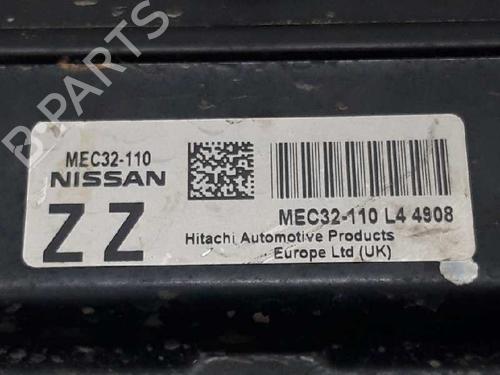 B-PARTS
MEC32-110
NISSAN
ZZ
MEC32-110 L4 4908
Hitachi Automotive Products
Europe Ltd (UK)